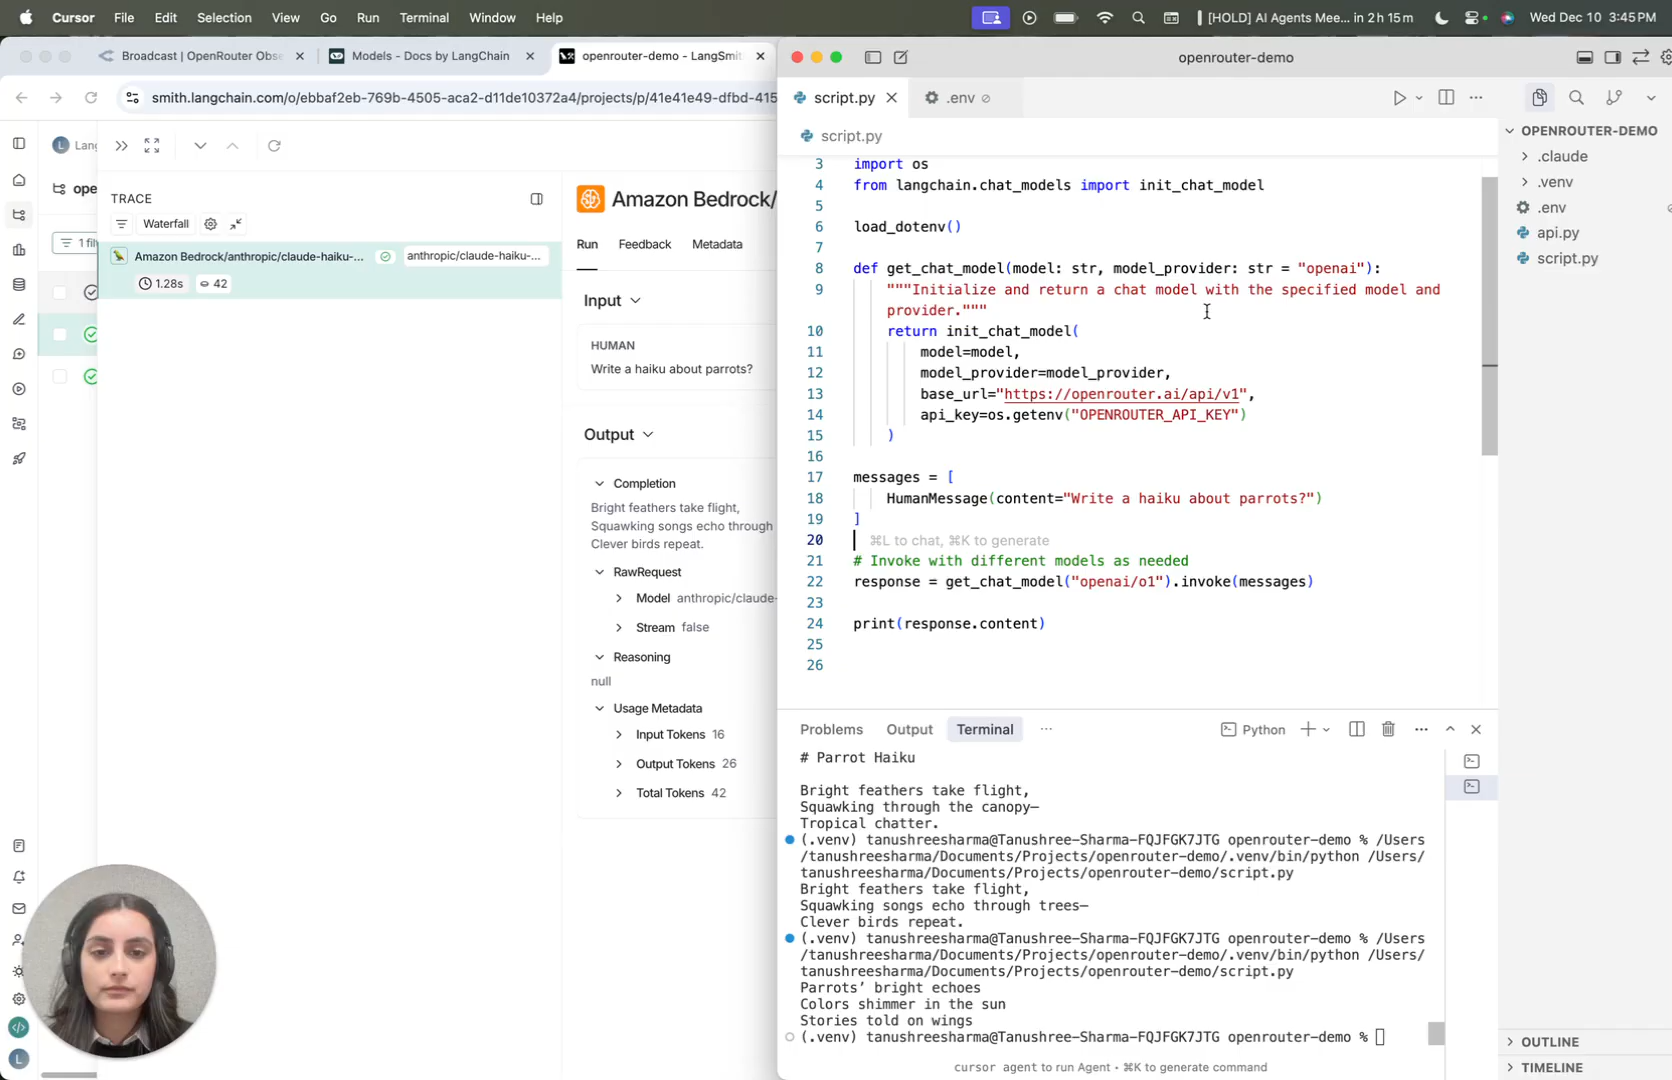 Cursor File Edit Selection View Go Run Terminal Window Help
[HOLD] AI Agents Mee... in 2 h 15 m
Wed Dec 10 3:45 PM
Broadcast | OpenRouter Obse
Models - Docs by LangChain
openrouter-demo - LangSmit
smith.langchain.com/o/ebbaf2eb-769b-4505-aca2-d11de10372a4/projects/p/41e41e49-dfbd-415
L
Lang
ope
1 filt
TRACE
Waterfall
Amazon Bedrock/anthropic/claude-haiku-...
anthropic/claude-haiku-...
1.28s
42
Amazon Bedrock/
Run Feedback Metadata
Input
HUMAN
Write a haiku about parrots?
Output
Completion
Bright feathers take flight,
Squawking songs echo through
Clever birds repeat.
RawRequest
Model anthropic/claude-
Stream false
Reasoning
null
Usage Metadata
Input Tokens 16
Output Tokens 26
Total Tokens 42
L
openrouter-demo
script.py
.env
script.py
3 import os
4 from langchain.chat_models import init_chat_model
5
6 load_dotenv()
7
8 def get_chat_model(model: str, model_provider: str = "openai"):
9 """Initialize and return a chat model with the specified model and
provider."""
10 return init_chat_model(
11 model=model,
12 model_provider=model_provider,
13 base_url="https://openrouter.ai/api/v1",
14 api_key=os.getenv("OPENROUTER_API_KEY")
15 )
16
17 messages = [
18 HumanMessage(content="Write a haiku about parrots?")
19 ]
20 ⌘L to chat, ⌘K to generate
21 # Invoke with different models as needed
22 response = get_chat_model("openai/o1").invoke(messages)
23
24 print(response.content)
25
26
Problems Output Terminal
Python
# Parrot Haiku
Bright feathers take flight,
Squawking through the canopy—
Tropical chatter.
(.venv) tanushreesharma@Tanushree-Sharma-FQJFGK7JTG openrouter-demo % /Users
/tanushreesharma/Documents/Projects/openrouter-demo/.venv/bin/python /Users/
tanushreesharma/Documents/Projects/openrouter-demo/script.py
Bright feathers take flight,
Squawking songs echo through trees—
Clever birds repeat.
(.venv) tanushreesharma@Tanushree-Sharma-FQJFGK7JTG openrouter-demo % /Users
/tanushreesharma/Documents/Projects/openrouter-demo/.venv/bin/python /Users/
tanushreesharma/Documents/Projects/openrouter-demo/script.py
Parrots’ bright echoes
Colors shimmer in the sun
Stories told on wings
(.venv) tanushreesharma@Tanushree-Sharma-FQJFGK7JTG openrouter-demo %
cursor agent to run Agent • ⌘K to generate command
OPENROUTER-DEMO
.claude
.venv
.env
api.py
script.py
OUTLINE
TIMELINE